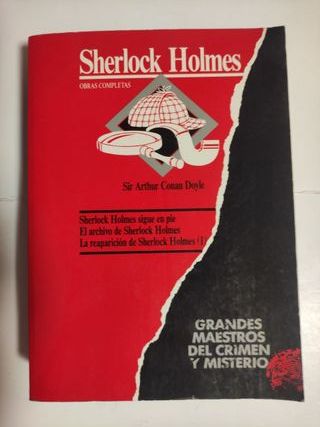 Sherlock Holmes
OBRAS COMPLETAS
Sir Arthur Conan Doyle
Sherlock Holmes sigue en pie
El archivo de Sherlock Holmes
La reaparición de Sherlock Holmes (I)
GRANDES
MAESTROS
DEL CRIMEN
Y MISTERIO